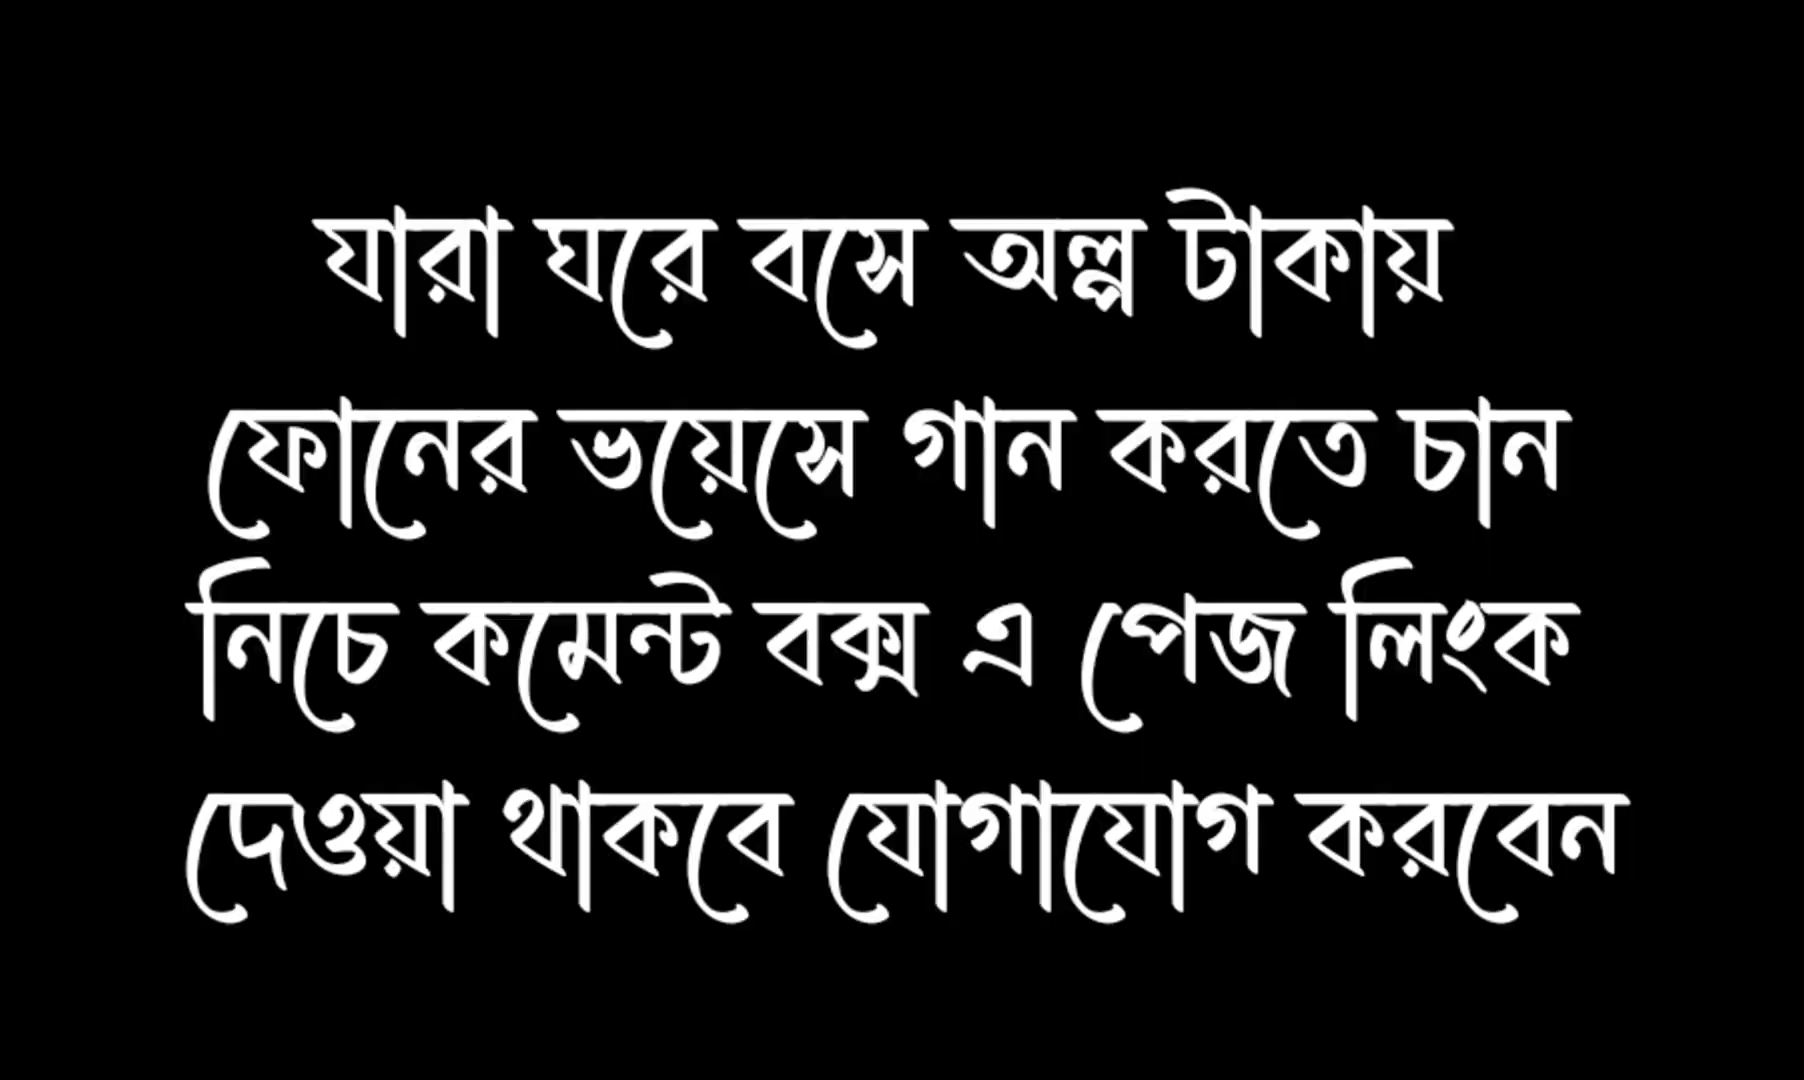 যারা ঘরে বসে অল্প টাকায়
ফোনের ভয়েসে গান করতে চান
নিচে কমেন্ট বক্স এ পেজ লিংক
দেওয়া থাকবে যোগাযোগ করবেন